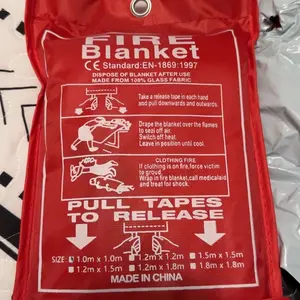 FIRE
Blanket
CE Standard:EN-1869:1997
DISPOSE OF BLANKET AFTER USE
MADE FROM 100% GLASS FABRIC
Take a release tape in each hand
and pull downwards and outwards.
Drape the blanket over the flames
to seal off air.
Switch off heat.
Leave in position until cool.
CLOTHING FIRE
If clothing is on fire, force victim
to groud.
Wrap in fire blanket, call medicalaid
and treat for shock.
PULL TAPES
TO RELEASE
SIZE: 1.0m x 1.0m 1.2m x 1.2m 1.5m x 1.5m
1.2m x 1.5m 1.2m x 1.8m 1.8m x 1.8m
MADE IN CHINA